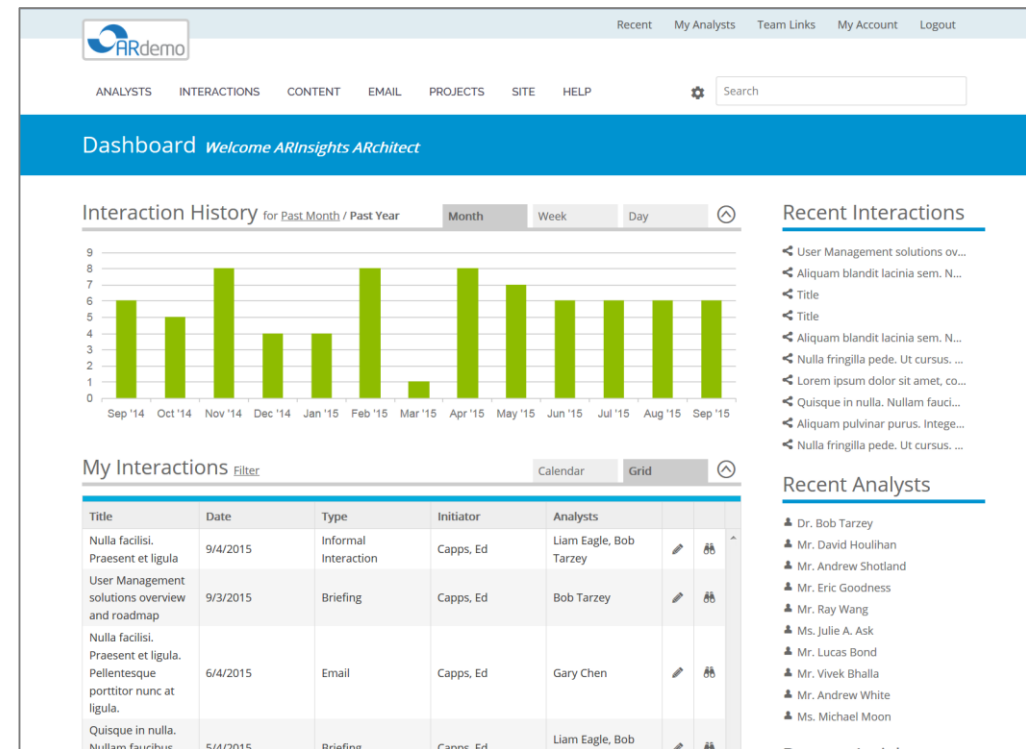 Recent My Analysts Team Links My Account Logout
ARdemo
ANALYSTS INTERACTIONS CONTENT EMAIL PROJECTS SITE HELP Search
Dashboard Welcome ARInsights ARchitect
Interaction History for Past Month / Past Year Month Week Day
9
8
7
6
5
4
3
2
1
0
Sep '14 Oct '14 Nov '14 Dec '14 Jan '15 Feb '15 Mar '15 Apr '15 May '15 Jun '15 Jul '15 Aug '15 Sep '15
My Interactions Filter Calendar Grid
Title Date Type Initiator Analysts
Nulla facilisi.
Praesent et ligula
9/4/2015
Informal
Interaction
Capps, Ed
Liam Eagle, Bob
Tarzey
User Management
solutions overview
and roadmap
9/3/2015
Briefing
Capps, Ed
Bob Tarzey
Nulla facilisi.
Praesent et ligula.
Pellentesque
porttitor nunc at
ligula.
6/4/2015
Email
Capps, Ed
Gary Chen
Quisque in nulla.
Nullam faucibus
5/4/2015
Briefing
Capps, Ed
Liam Eagle, Bob
Recent Interactions
User Management solutions ov...
Aliquam blandit lacinia sem. N...
Title
Title
Aliquam blandit lacinia sem. N...
Nulla fringilla pede. Ut cursus. ...
Lorem ipsum dolor sit amet, co...
Quisque in nulla. Nullam fauci...
Aliquam pulvinar purus. Intege...
Nulla fringilla pede. Ut cursus. ...
Recent Analysts
Dr. Bob Tarzey
Mr. David Houlihan
Mr. Andrew Shotland
Mr. Eric Goodness
Mr. Ray Wang
Ms. Julie A. Ask
Mr. Lucas Bond
Mr. Vivek Bhalla
Mr. Andrew White
Ms. Michael Moon